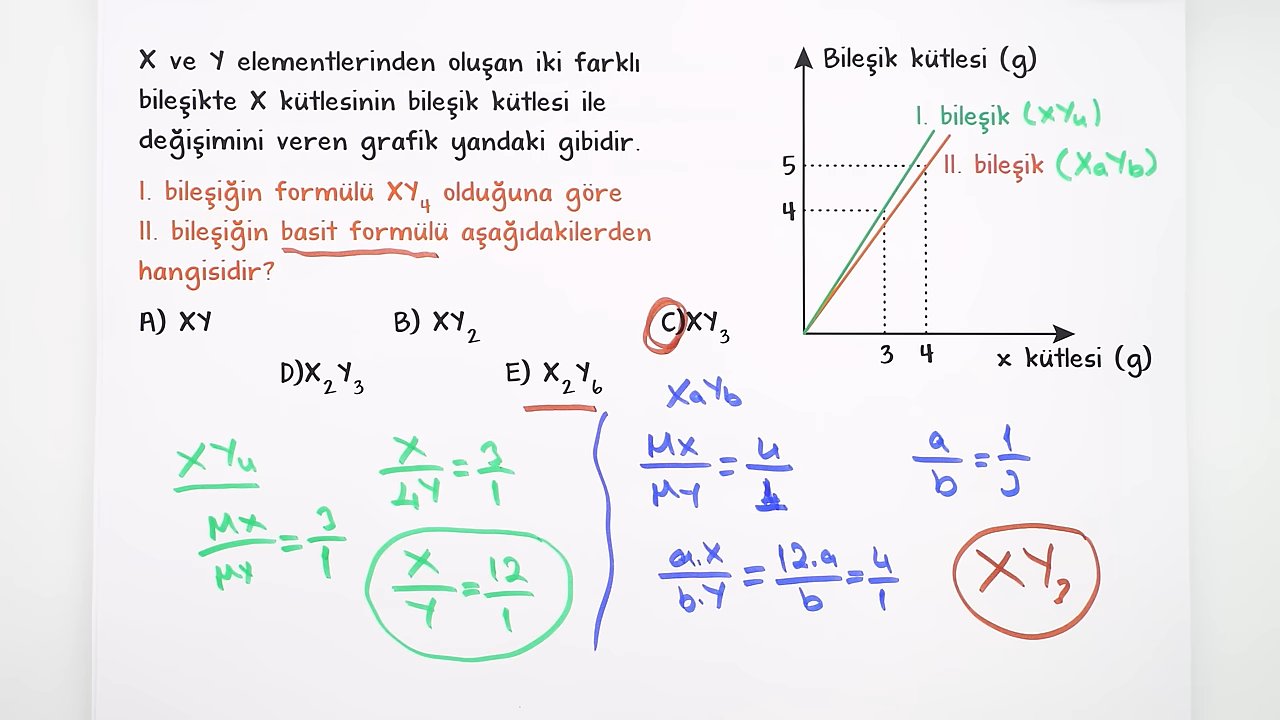 X ve Y elementlerinden oluşan iki farklı
bileşikte X kütlesinin bileşik kütlesi ile
değişimini veren grafik yandaki gibidir.
I. bileşiğin formülü XY₄ olduğuna göre
II. bileşiğin basit formülü aşağıdakilerden
hangisidir?
A) XY B) XY₂ C) XY₃
D) X₂Y₃ E) X₂Y₆
Bileşik kütlesi (g)
I. bileşik (XY₄)
5 II. bileşik (XaYb)
4
3 4
x kütlesi (g)
XY₄
MX/MY = 3/1
X/4Y = 3/1
X/Y = 12/1
XaYb
MX/MY = 4/1
a.X/b.Y = 12.a/b = 4/1
a/b = 1/3
XY₃